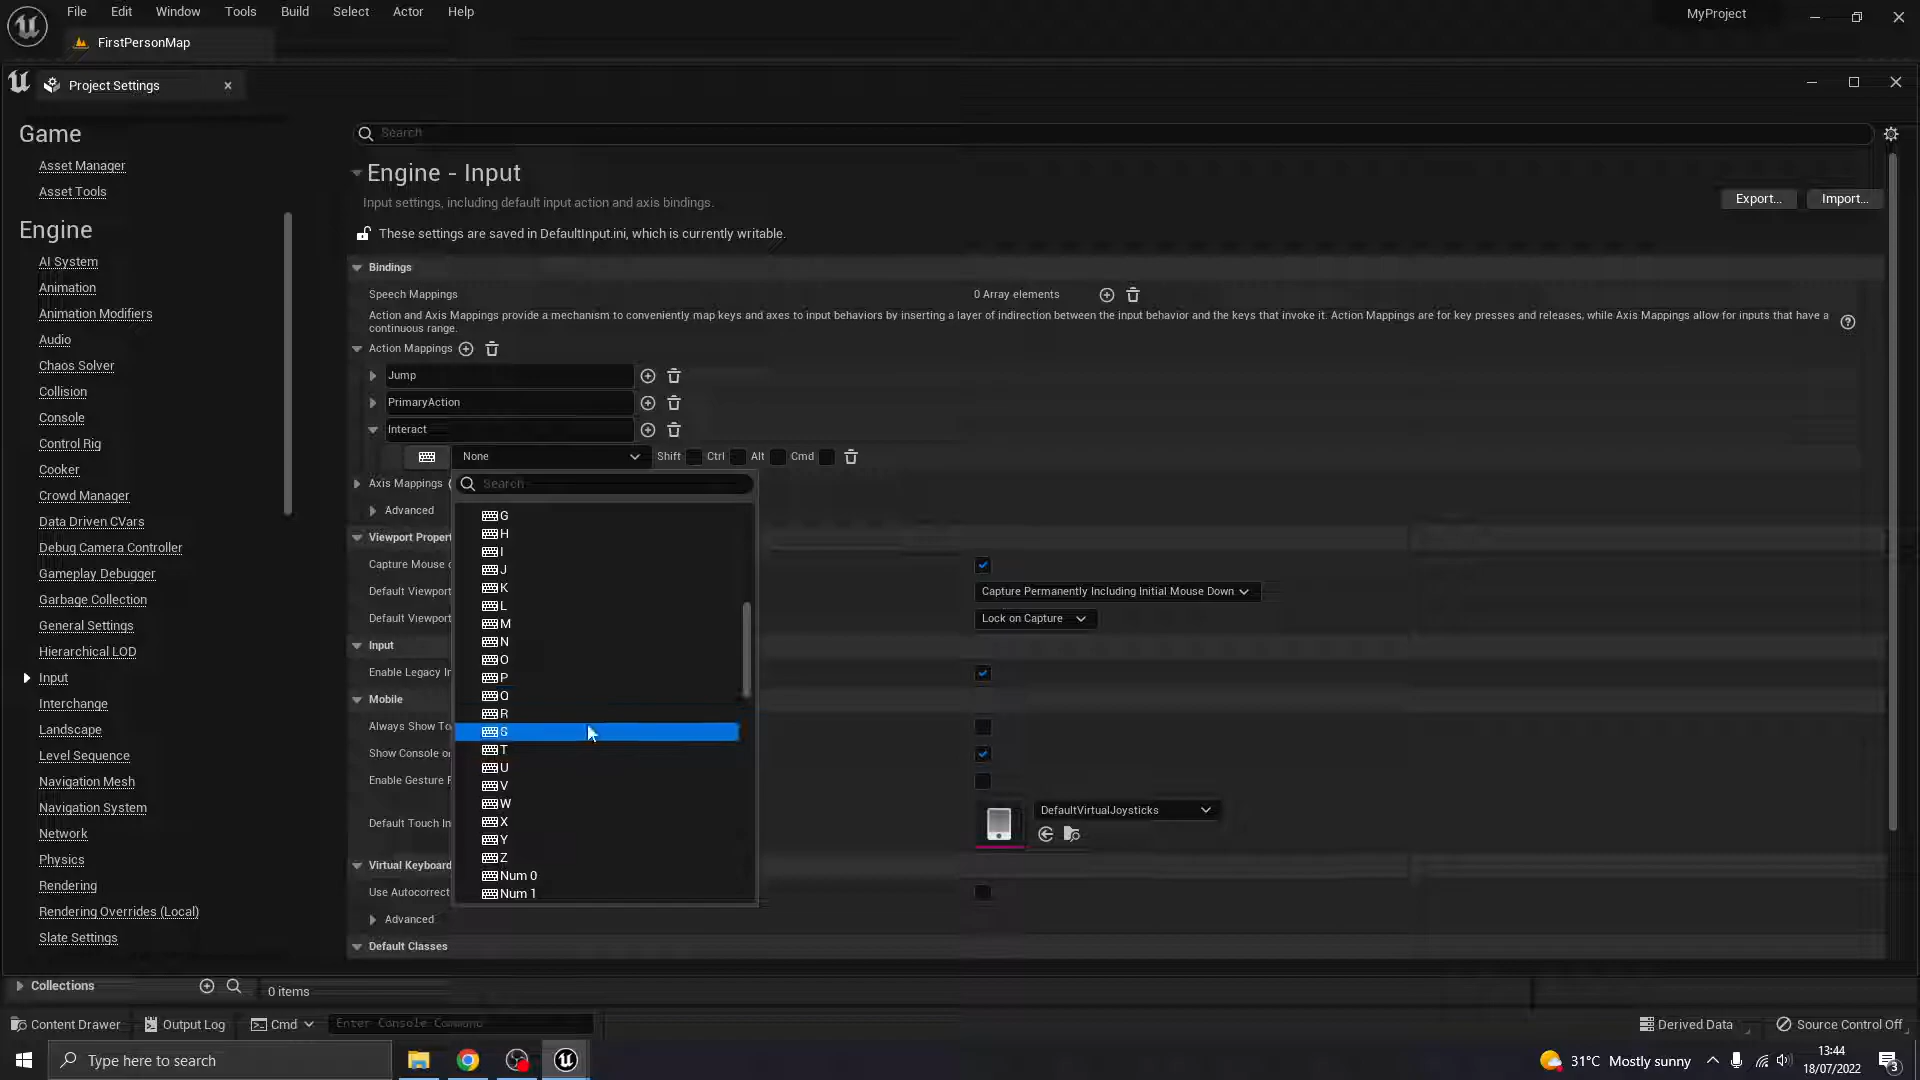 File Edit Window Tools Build Select Actor Help
MyProject
FirstPersonMap
Project Settings
Game
Asset Manager
Asset Tools
Engine
AI System
Animation
Animation Modifiers
Audio
Chaos Solver
Collision
Console
Control Rig
Cooker
Crowd Manager
Data Driven CVars
Debug Camera Controller
Gameplay Debugger
Garbage Collection
General Settings
Hierarchical LOD
Input
Interchange
Landscape
Level Sequence
Navigation Mesh
Navigation System
Network
Physics
Rendering
Rendering Overrides (Local)
Slate Settings
Search
Engine - Input
Input settings, including default input action and axis bindings.
Export... Import...
These settings are saved in DefaultInput.ini, which is currently writable.
Bindings
Speech Mappings 0 Array elements
Action and Axis Mappings provide a mechanism to conveniently map keys and axes to input behaviors by inserting a layer of indirection between the input behavior and the keys that invoke it. Action Mappings are for key presses and releases, while Axis Mappings allow for inputs that have a
continuous range.
Action Mappings
Jump
PrimaryAction
Interact
None Shift Ctrl Alt Cmd
Axis Mappings
Advanced
Search
G
H
I
J
K
L
M
N
O
P
Q
R
S
T
U
V
W
X
Y
Z
Num 0
Num 1
Viewport Propert
Capture Mouse
Default Viewport Capture Permanently Including Initial Mouse Down
Default Viewport Lock on Capture
Input
Enable Legacy In
Mobile
Always Show To
Show Console o
Enable Gesture
Default Touch In DefaultVirtualJoysticks
Virtual Keyboard
Use Autocorrect
Advanced
Default Classes
Collections
0 items
Content Drawer Output Log Cmd Enter Console Command
Derived Data Source Control Off
Type here to search
31°C Mostly sunny
13:44
18/07/2022
3